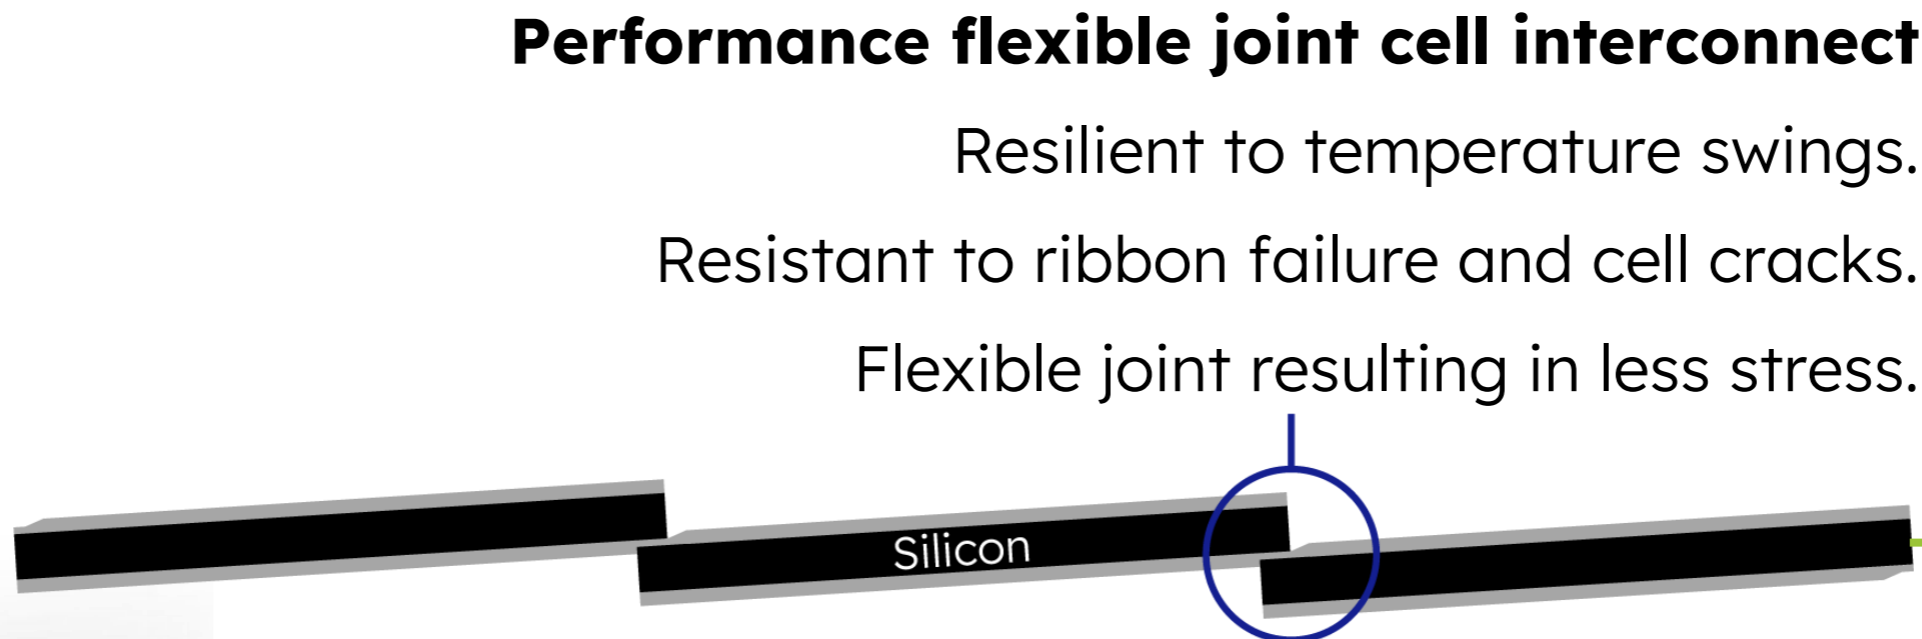 Performance flexible joint cell interconnect
Resilient to temperature swings.
Resistant to ribbon failure and cell cracks.
Flexible joint resulting in less stress.
Silicon